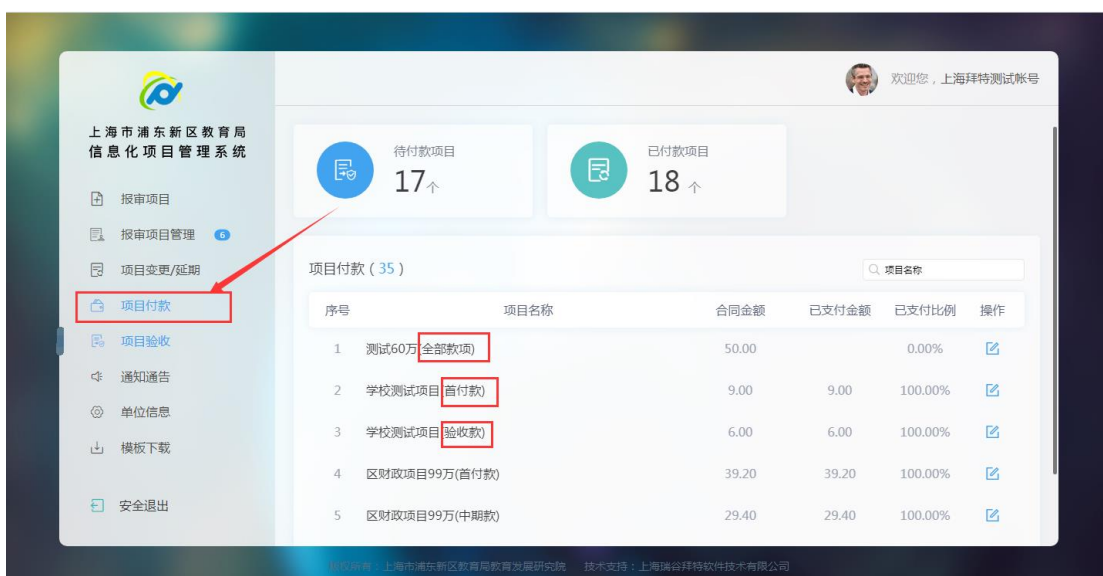 欢迎您，上海拜特测试帐号
上海市浦东新区教育局
信息化项目管理系统
报审项目
报审项目管理 6
项目变更/延期
项目付款
项目验收
通知通告
单位信息
模板下载
安全退出
待付款项目
17个
已付款项目
18 个
项目付款（35）
项目名称
序号 项目名称 合同金额 已支付金额 已支付比例 操作
1 测试60万(全部款项) 50.00 0.00%
2 学校测试项目(首付款) 9.00 9.00 100.00%
3 学校测试项目(验收款) 6.00 6.00 100.00%
4 区财政项目99万(首付款) 39.20 39.20 100.00%
5 区财政项目99万(中期款) 29.40 29.40 100.00%
版权所有：上海市浦东新区教育局教育发展研究院 技术支持：上海瑞谷拜特软件技术有限公司